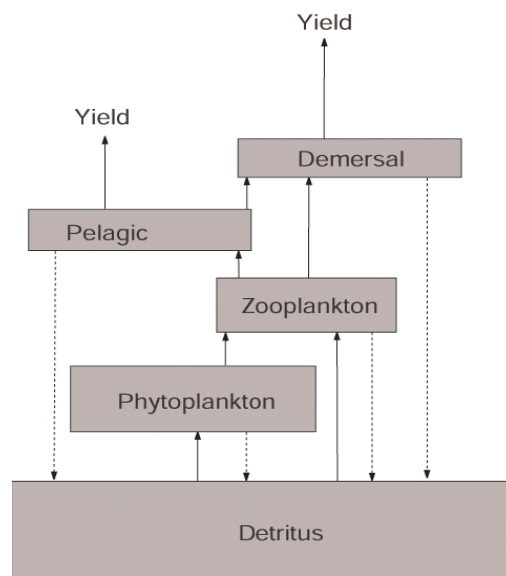 Yield
Yield
Demersal
Pelagic
Zooplankton
Phytoplankton
Detritus